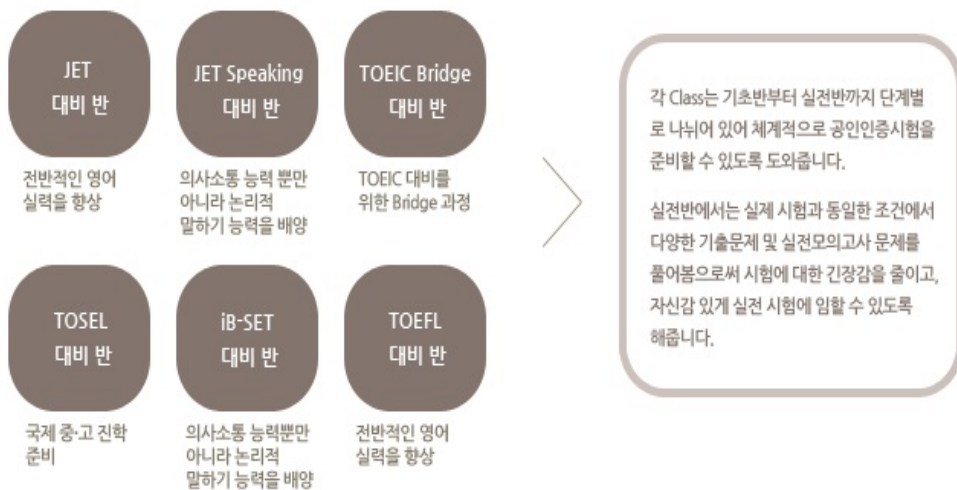 JET
대비 반
전반적인 영어
실력을 향상
JET Speaking
대비 반
의사소통 능력 뿐만
아니라 논리적
말하기 능력을 배양
TOEIC Bridge
대비 반
TOEIC 대비를
위한 Bridge 과정
TOSEL
대비 반
국제 중·고 진학
준비
iB-SET
대비 반
의사소통 능력뿐만
아니라 논리적
말하기 능력을 배양
TOEFL
대비 반
전반적인 영어
실력을 향상
각 Class는 기초반부터 실전반까지 단계별
로 나뉘어 있어 체계적으로 공인인증시험을
준비할 수 있도록 도와줍니다.
실전반에서는 실제 시험과 동일한 조건에서
다양한 기출문제 및 실전모의고사 문제를
풀어봄으로써 시험에 대한 긴장감을 줄이고,
자신감 있게 실전 시험에 임할 수 있도록
해줍니다.